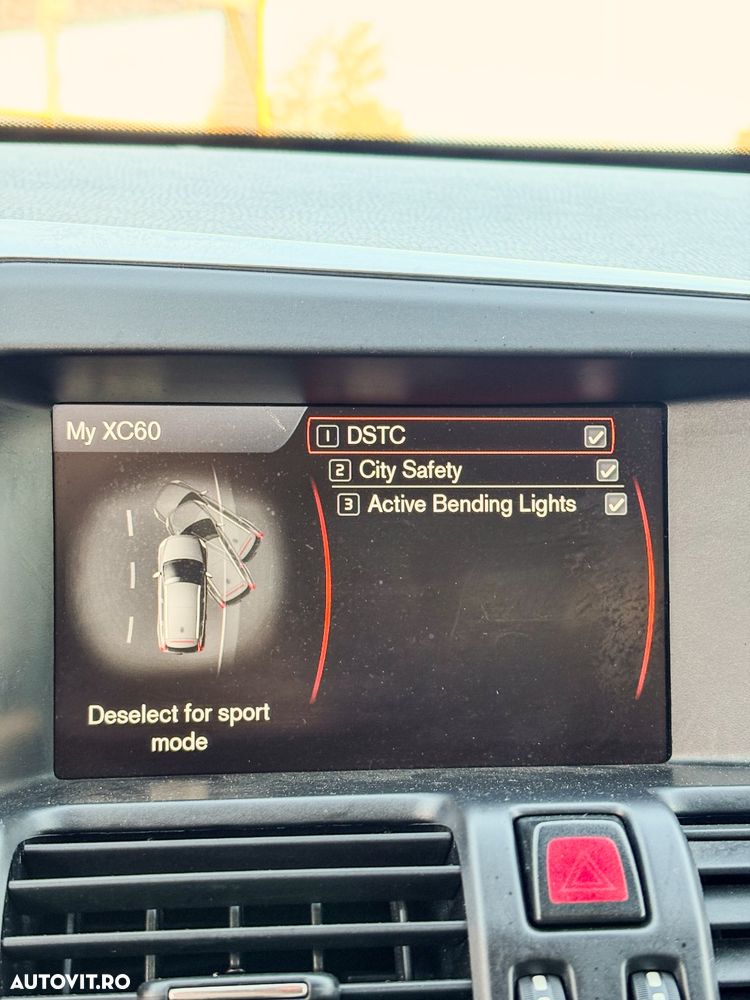 My XC60
1 DSTC
2 City Safety
3 Active Bending Lights
Deselect for sport
mode
AUTOVIT.RO